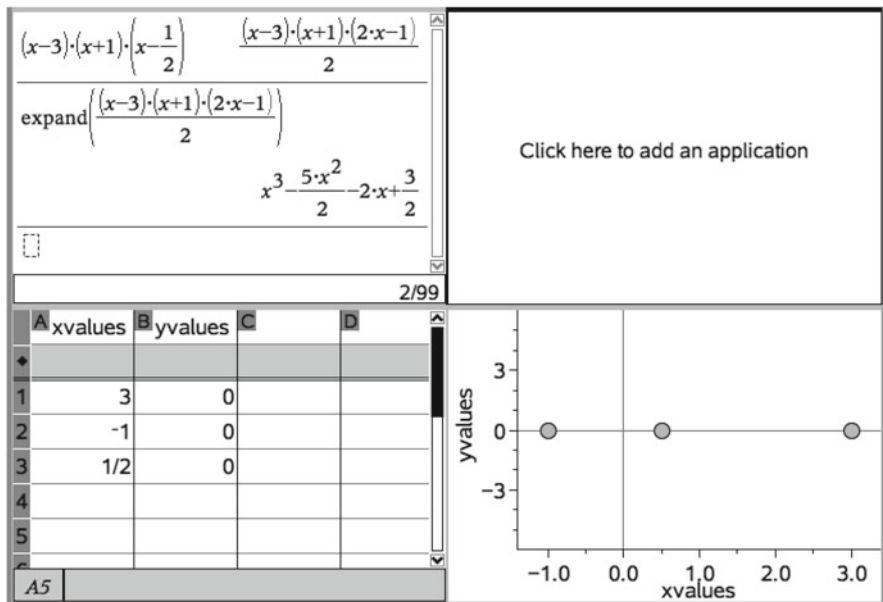 (x−3)·(x+1)·(x−1/2) (x−3)·(x+1)·(2·x−1)/2
expand((x−3)·(x+1)·(2·x−1)/2)
x^3−5·x^2/2−2·x+3/2
2/99
Click here to add an application
A xvalues B yvalues C D
◆
1 3 0
2 -1 0
3 1/2 0
4
5
A5
yvalues
3
0
−3
−1.0 0.0 1.0 2.0 3.0
xvalues